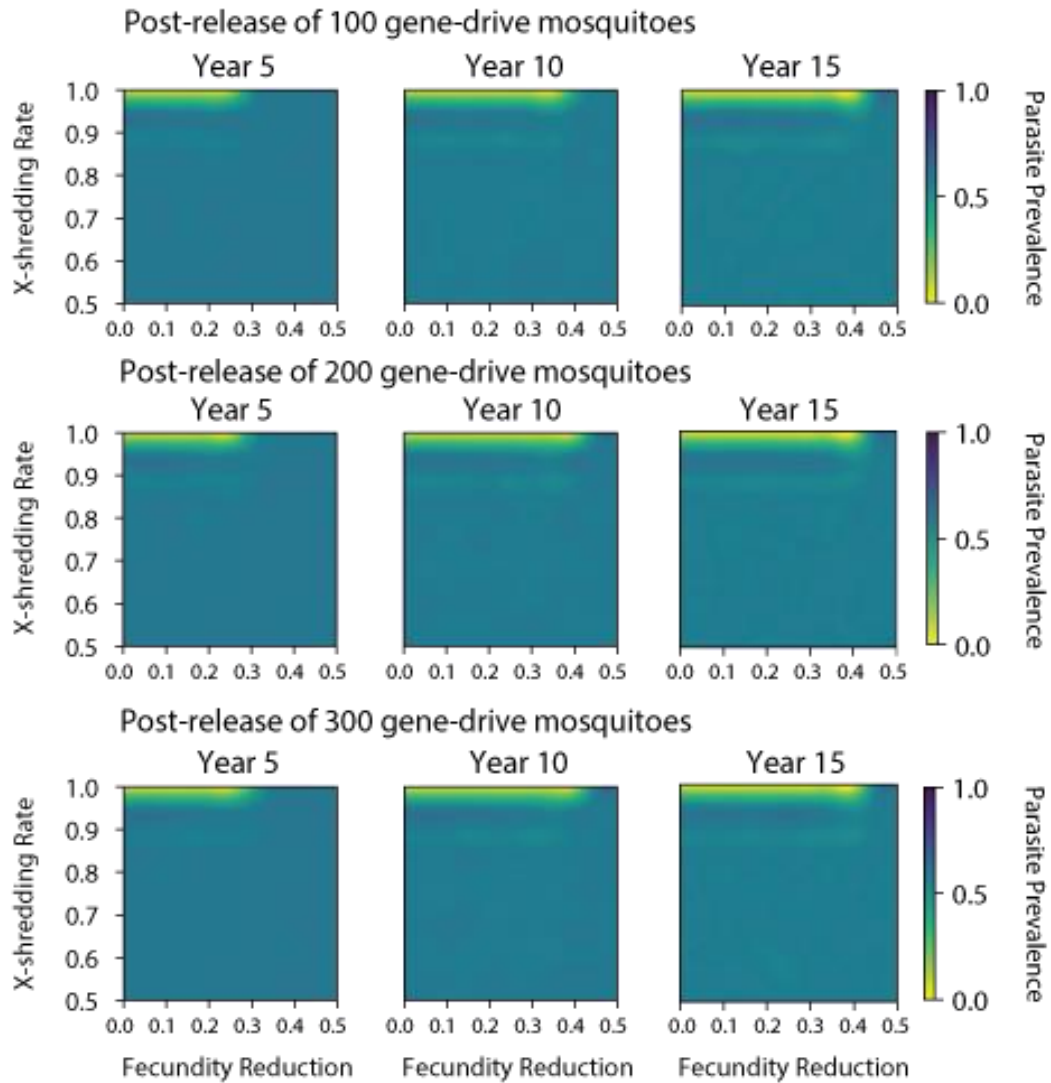 Post-release of 100 gene-drive mosquitoes
Year 5 Year 10 Year 15
X-shredding Rate
1.0
0.9
0.8
0.7
0.6
0.5
0.0 0.1 0.2 0.3 0.4 0.5 0.0 0.1 0.2 0.3 0.4 0.5 0.0 0.1 0.2 0.3 0.4 0.5
1.0
0.5
0.0
Parasite Prevalence
Post-release of 200 gene-drive mosquitoes
Year 5 Year 10 Year 15
X-shredding Rate
1.0
0.9
0.8
0.7
0.6
0.5
0.0 0.1 0.2 0.3 0.4 0.5 0.0 0.1 0.2 0.3 0.4 0.5 0.0 0.1 0.2 0.3 0.4 0.5
1.0
0.5
0.0
Parasite Prevalence
Post-release of 300 gene-drive mosquitoes
Year 5 Year 10 Year 15
X-shredding Rate
1.0
0.9
0.8
0.7
0.6
0.5
0.0 0.1 0.2 0.3 0.4 0.5 0.0 0.1 0.2 0.3 0.4 0.5 0.0 0.1 0.2 0.3 0.4 0.5
1.0
0.5
0.0
Parasite Prevalence
Fecundity Reduction Fecundity Reduction Fecundity Reduction